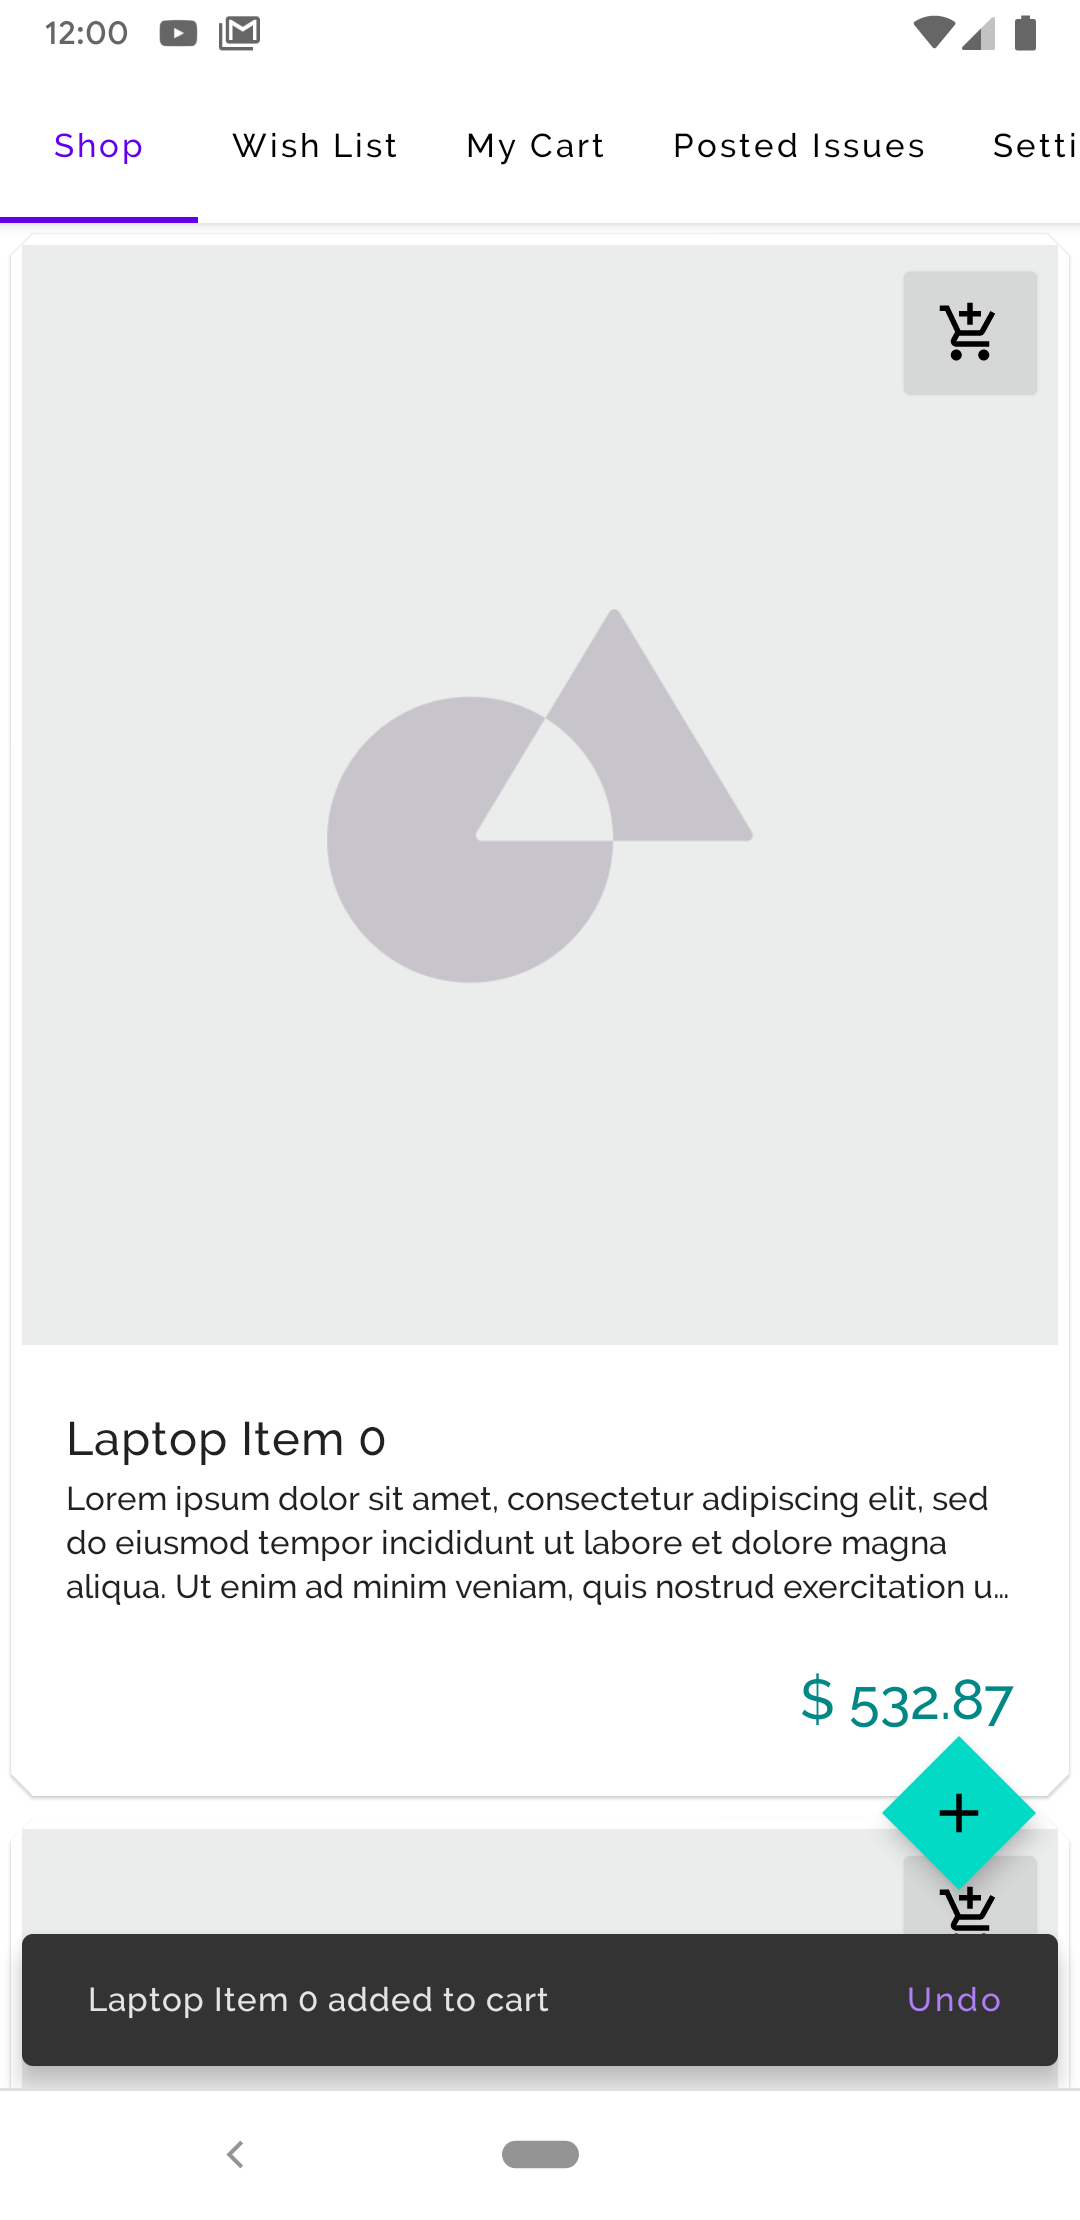 12:00
Shop
Wish List
My Cart
Posted Issues
Setti
Laptop Item 0
Lorem ipsum dolor sit amet, consectetur adipiscing elit, sed
do eiusmod tempor incididunt ut labore et dolore magna
aliqua. Ut enim ad minim veniam, quis nostrud exercitation u…
$ 532.87
Laptop Item 0 added to cart
Undo